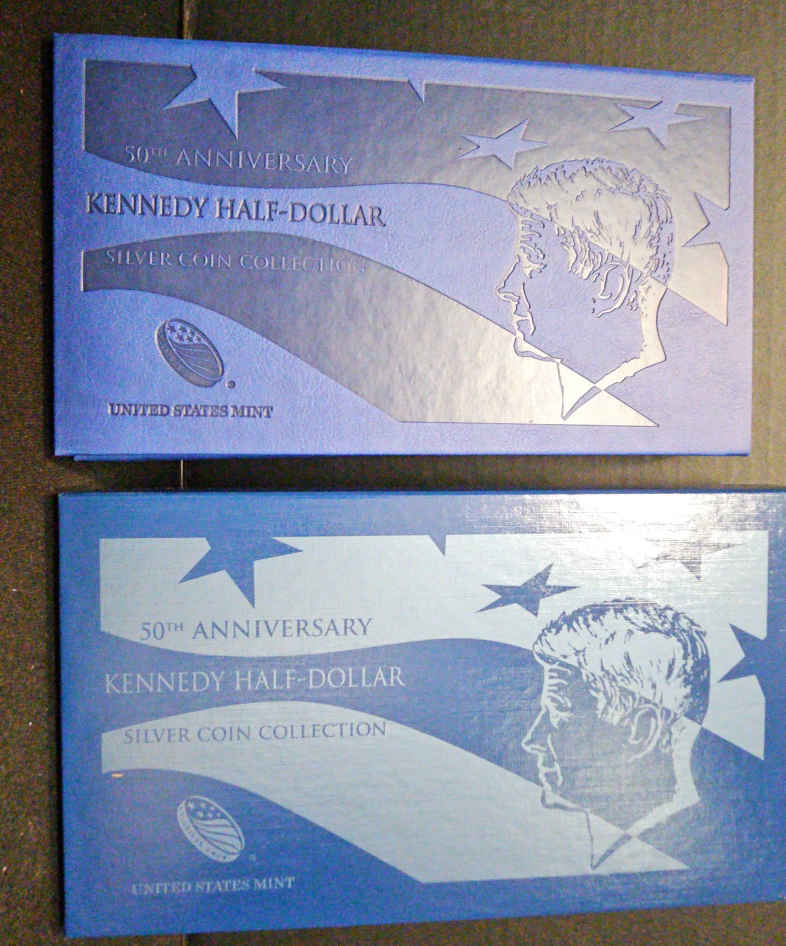 50TH ANNIVERSARY
KENNEDY HALF-DOLLAR
SILVER COIN COLLECTION
UNITED STATES MINT
50TH ANNIVERSARY
KENNEDY HALF-DOLLAR
SILVER COIN COLLECTION
UNITED STATES MINT